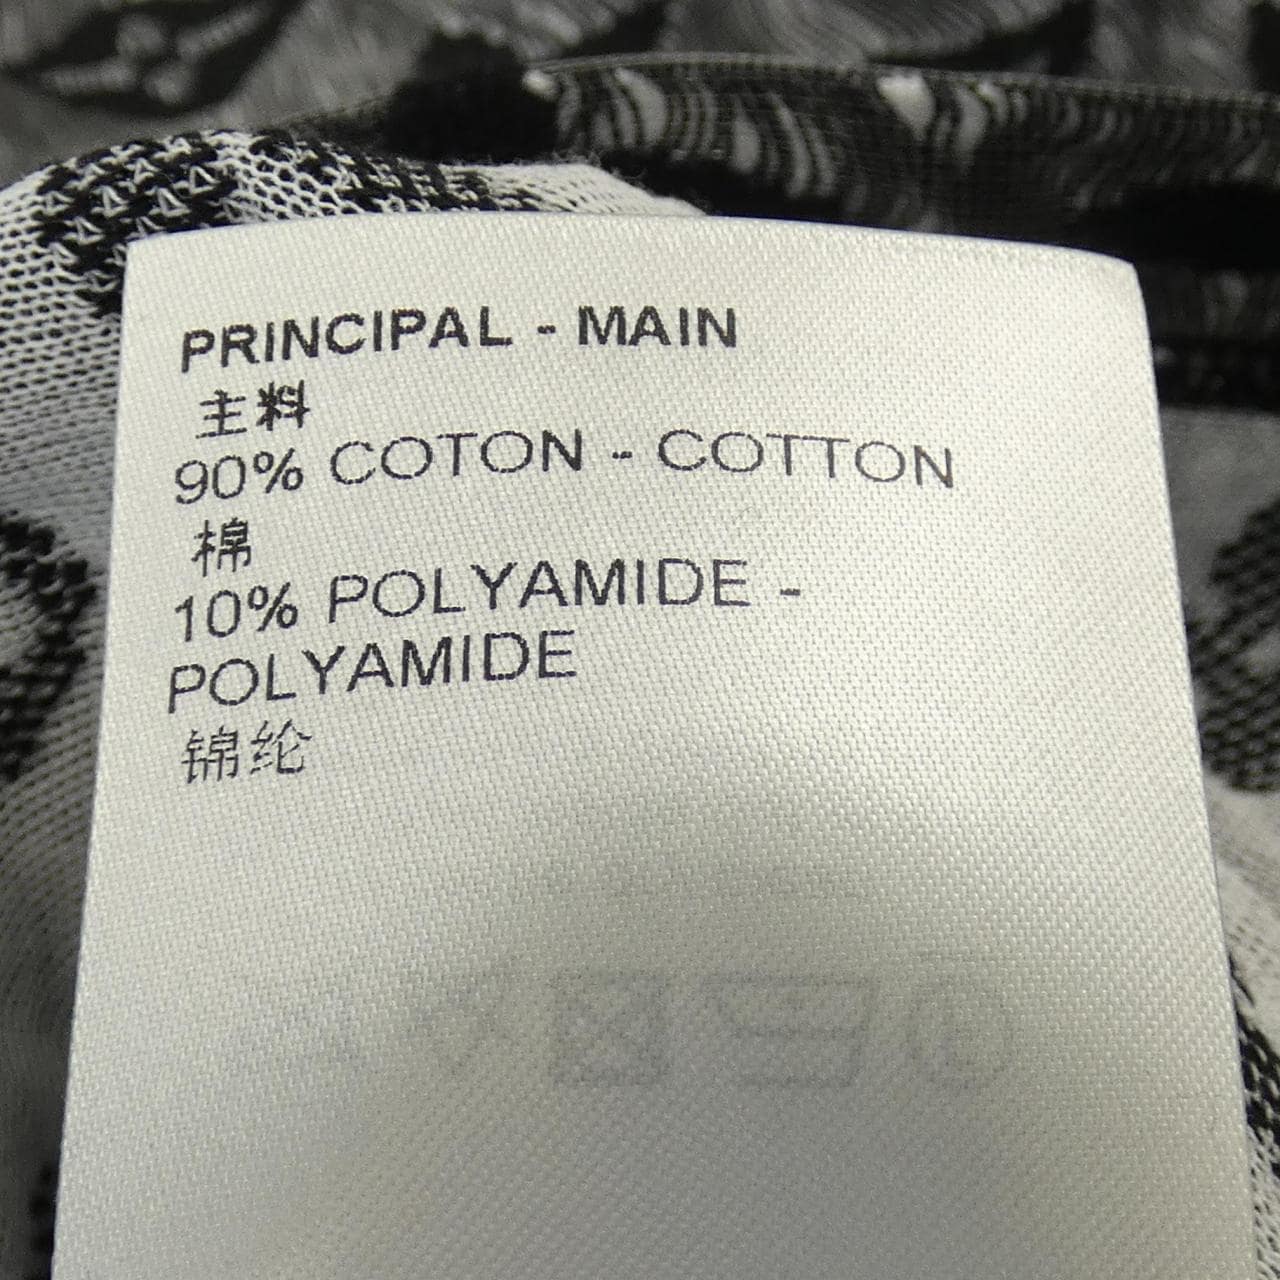 PRINCIPAL - MAIN
主料
90% COTON - COTTON
棉
10% POLYAMIDE -
POLYAMIDE
锦纶